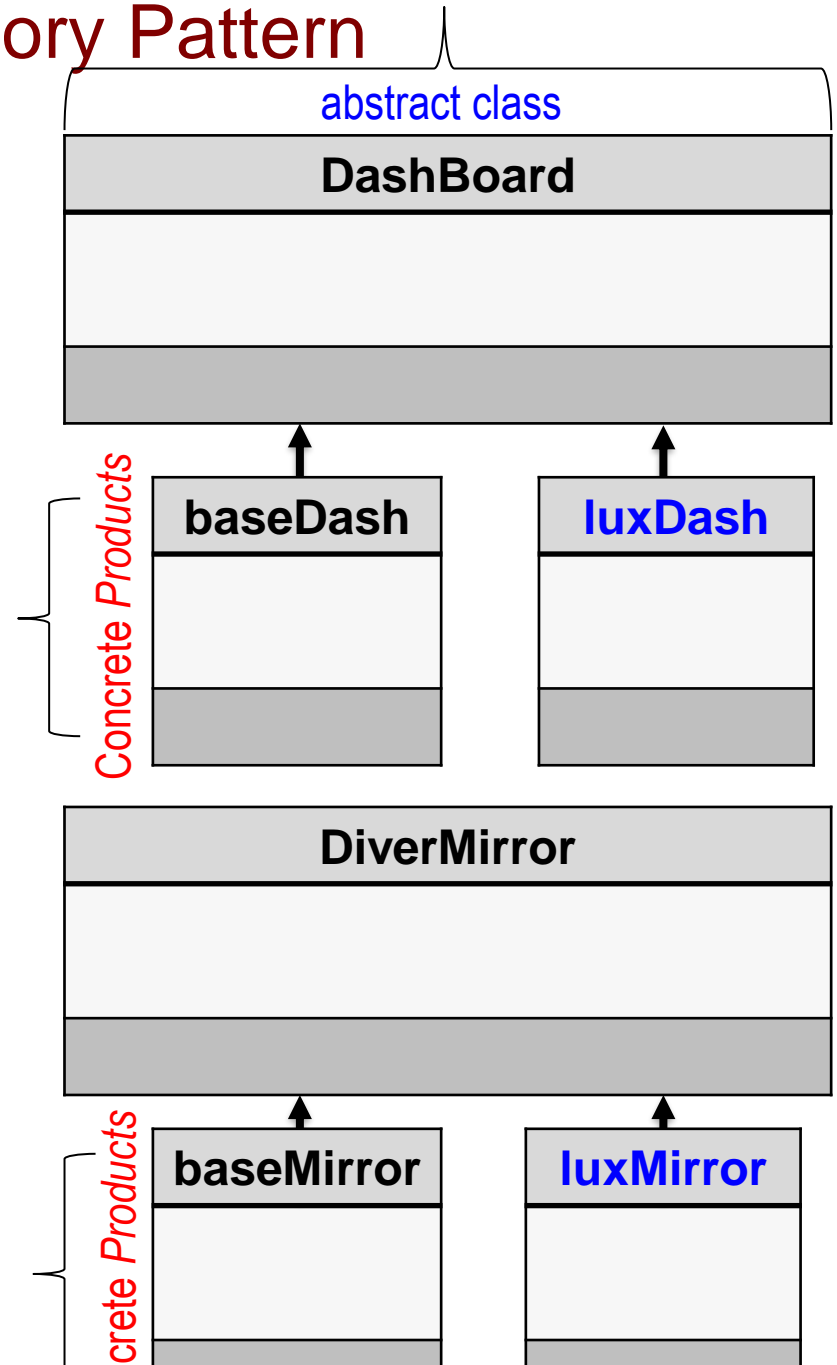 ory Pattern
abstract class
DashBoard
Concrete Products
baseDash
luxDash
DiverMirror
crete Products
baseMirror
luxMirror